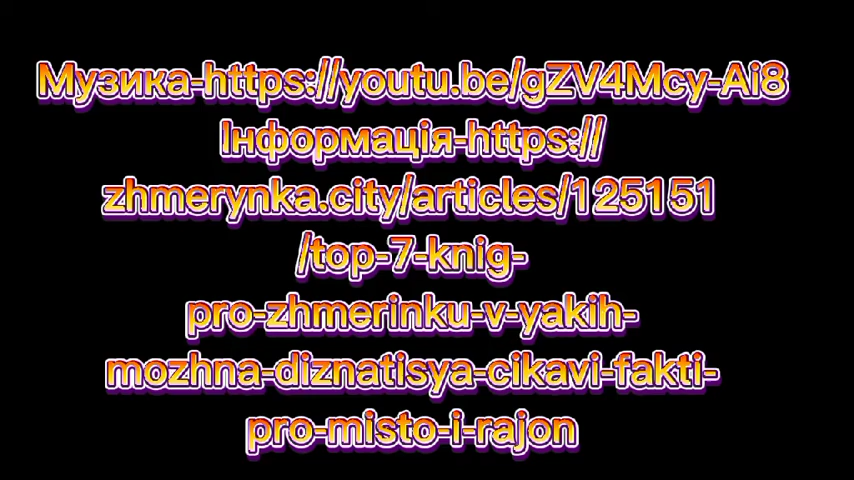 Музика-https://youtu.be/gZV4Mcy-Ai8
Інформація-https://
zhmerynka.city/articles/125151
/top-7-knig-
pro-zhmerinku-v-yakih-
mozhna-diznatisya-cikavi-fakti-
pro-misto-i-rajon